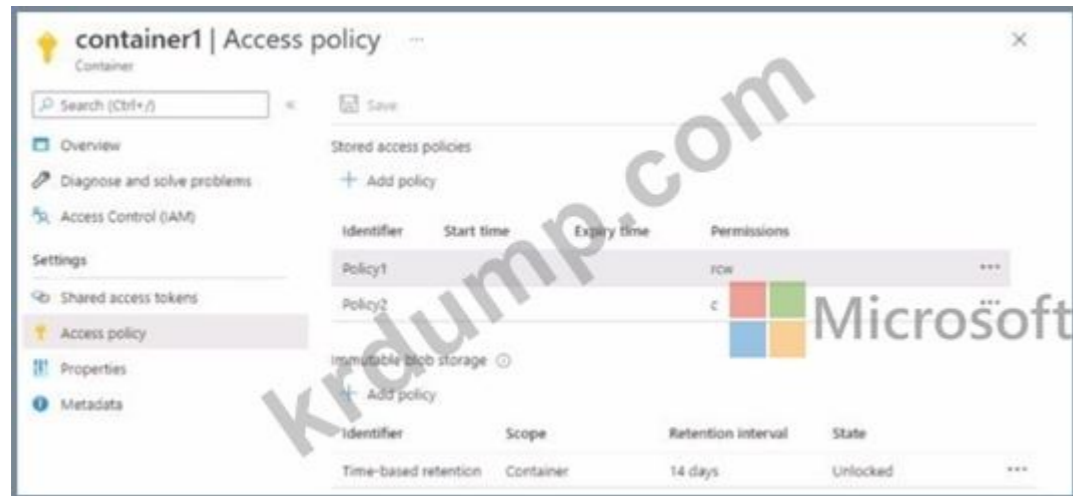 container1 | Access policy ...
Container
Search (Ctrl+/)
«
Save
Overview
Diagnose and solve problems
Access Control (IAM)
Settings
Shared access tokens
Access policy
Properties
Metadata
Stored access policies
+ Add policy
Identifier Start time Expiry time Permissions
Policy1 rcw ...
Policy2 c ...
Immutable blob storage
+ Add policy
Identifier Scope Retention interval State
Time-based retention Container 14 days Unlocked ...
krdump.com
Microsoft